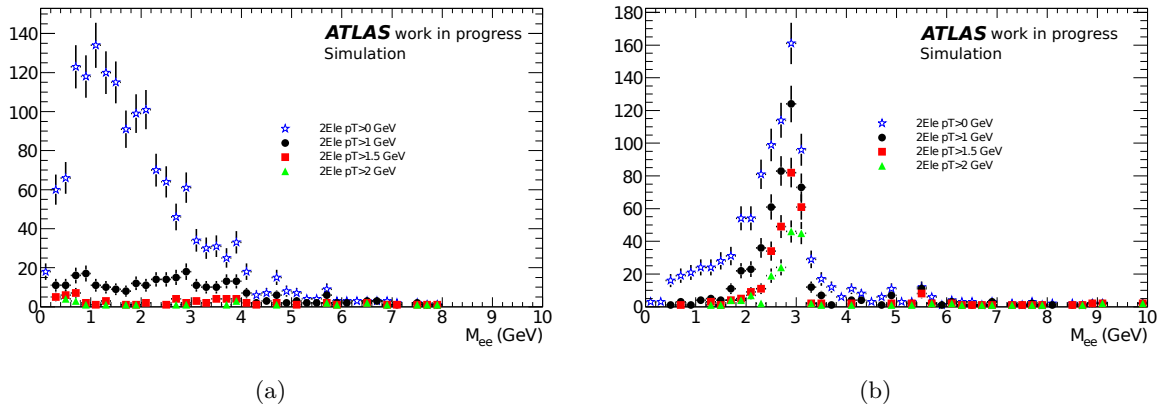 140
120
100
80
60
40
20
0
ATLAS work in progress
Simulation
2Ele pT>0 GeV
2Ele pT>1 GeV
2Ele pT>1.5 GeV
2Ele pT>2 GeV
0 1 2 3 4 5 6 7 8 9 10
M_ee (GeV)
(a)
180
160
140
120
100
80
60
40
20
0
ATLAS work in progress
Simulation
2Ele pT>0 GeV
2Ele pT>1 GeV
2Ele pT>1.5 GeV
2Ele pT>2 GeV
0 1 2 3 4 5 6 7 8 9 10
M_ee (GeV)
(b)